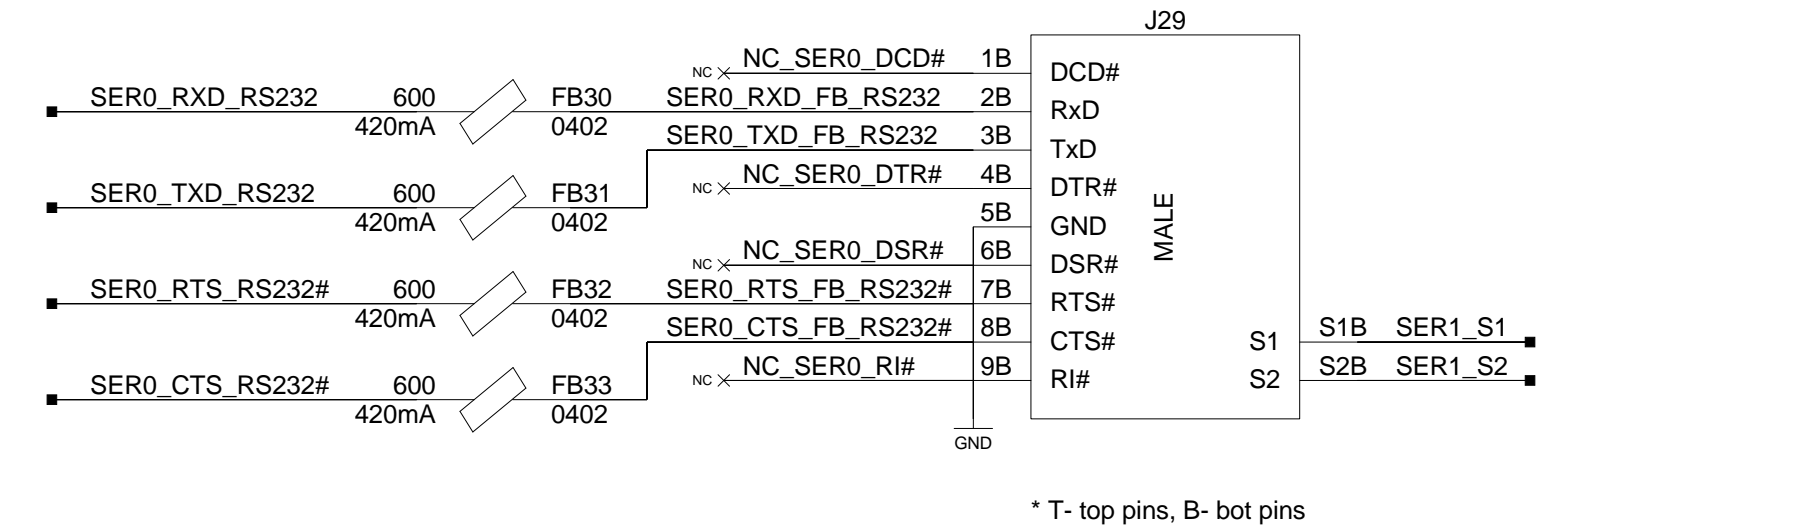 J29
NC NC_SER0_DCD# 1B DCD#
SER0_RXD_RS232 600 FB30 SER0_RXD_FB_RS232 2B RxD
420mA 0402
SER0_TXD_FB_RS232 3B TxD
NC NC_SER0_DTR# 4B DTR#
SER0_TXD_RS232 600 FB31
420mA 0402
5B GND
MALE
NC NC_SER0_DSR# 6B DSR#
SER0_RTS_RS232# 600 FB32 SER0_RTS_FB_RS232# 7B RTS#
420mA 0402
SER0_CTS_FB_RS232# 8B CTS# S1 S1B SER1_S1
NC NC_SER0_RI# 9B RI# S2 S2B SER1_S2
SER0_CTS_RS232# 600 FB33
420mA 0402
GND
* T- top pins, B- bot pins